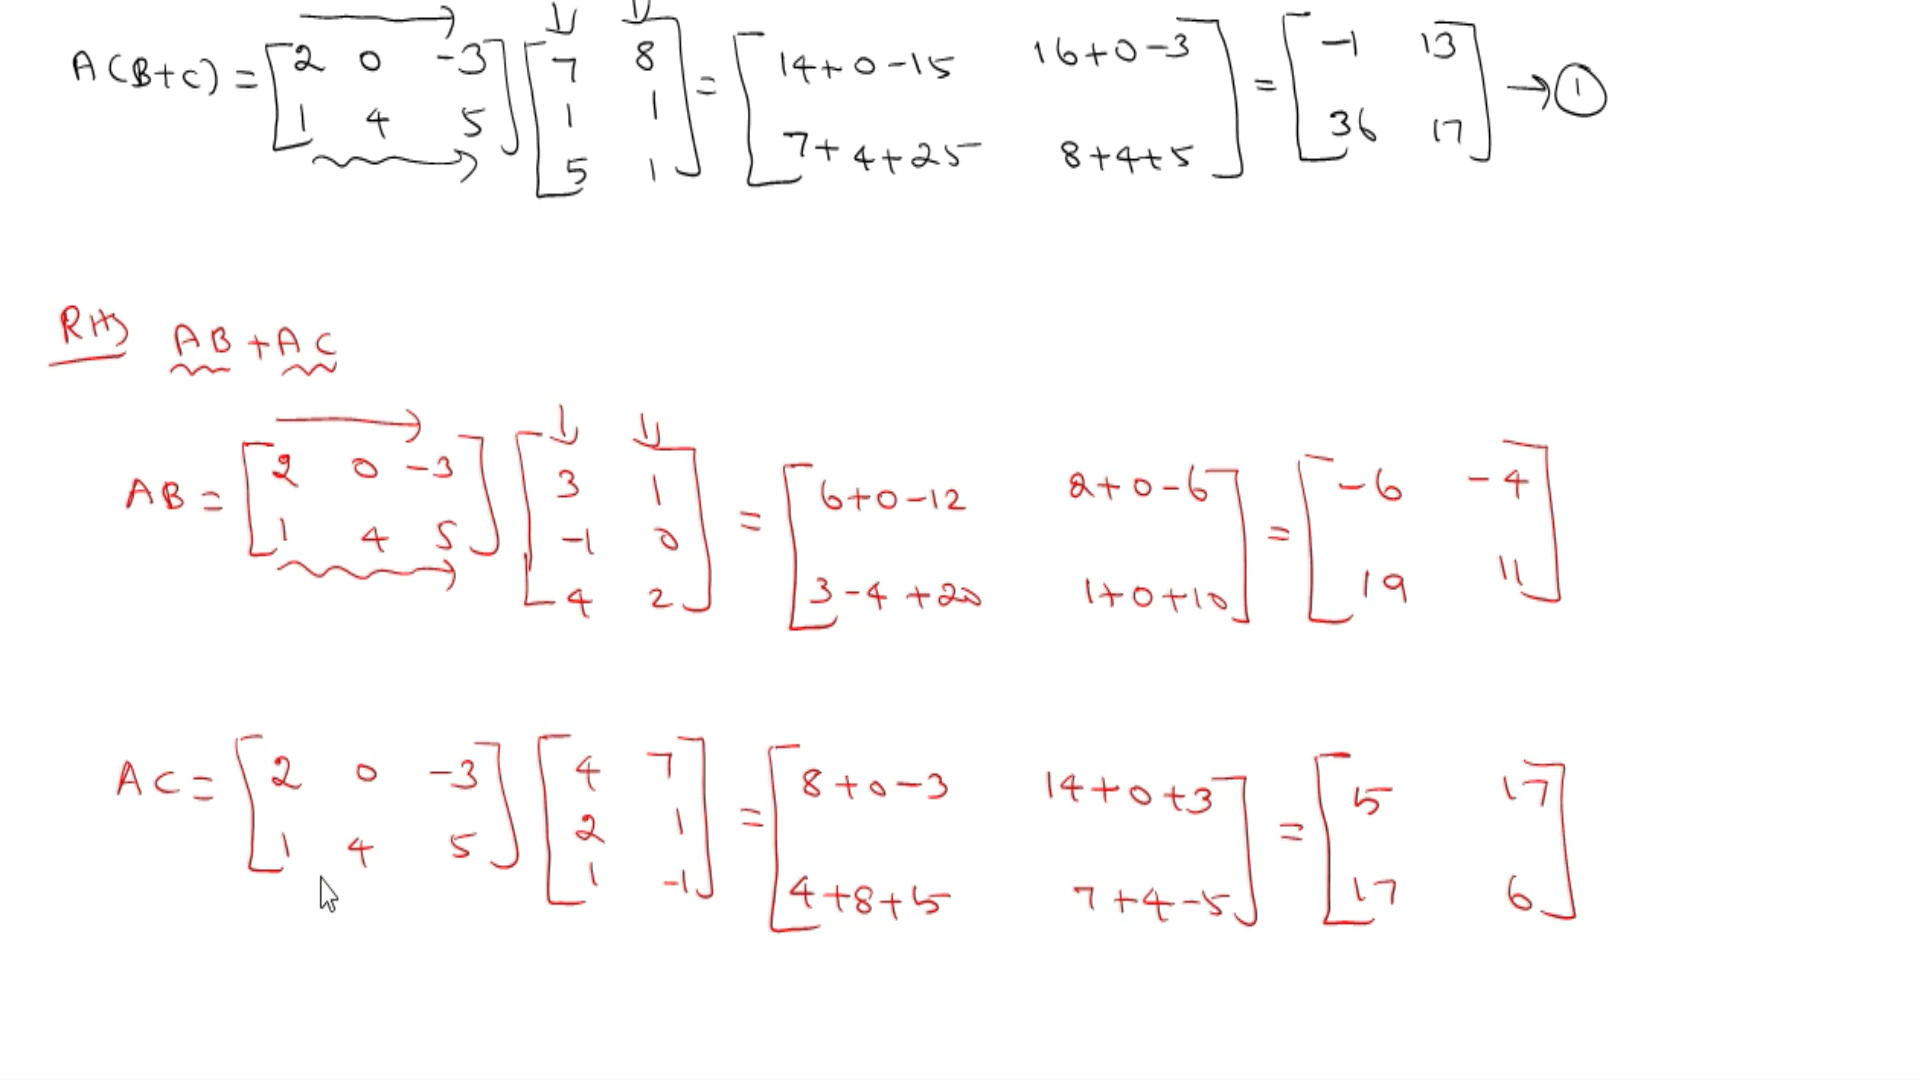 A(B+C) = [2 0 -3 [7 8 = [14+0-15 16+0-3] = [-1 13 → ①
1 4 5] 1 1 7+4+25 8+4+5 36 17]
5 1]
RHS AB+AC
AB = [2 0 -3] [3 1 = [6+0-12 2+0-6] = [-6 -4]
1 4 5 -1 0 3-4+20 1+0+10 19 11
4 2]
AC = [2 0 -3] [4 7] = [8+0-3 14+0+3] = [5 17]
1 4 5 2 1 4+8+5 7+4-5 17 6
1 -1